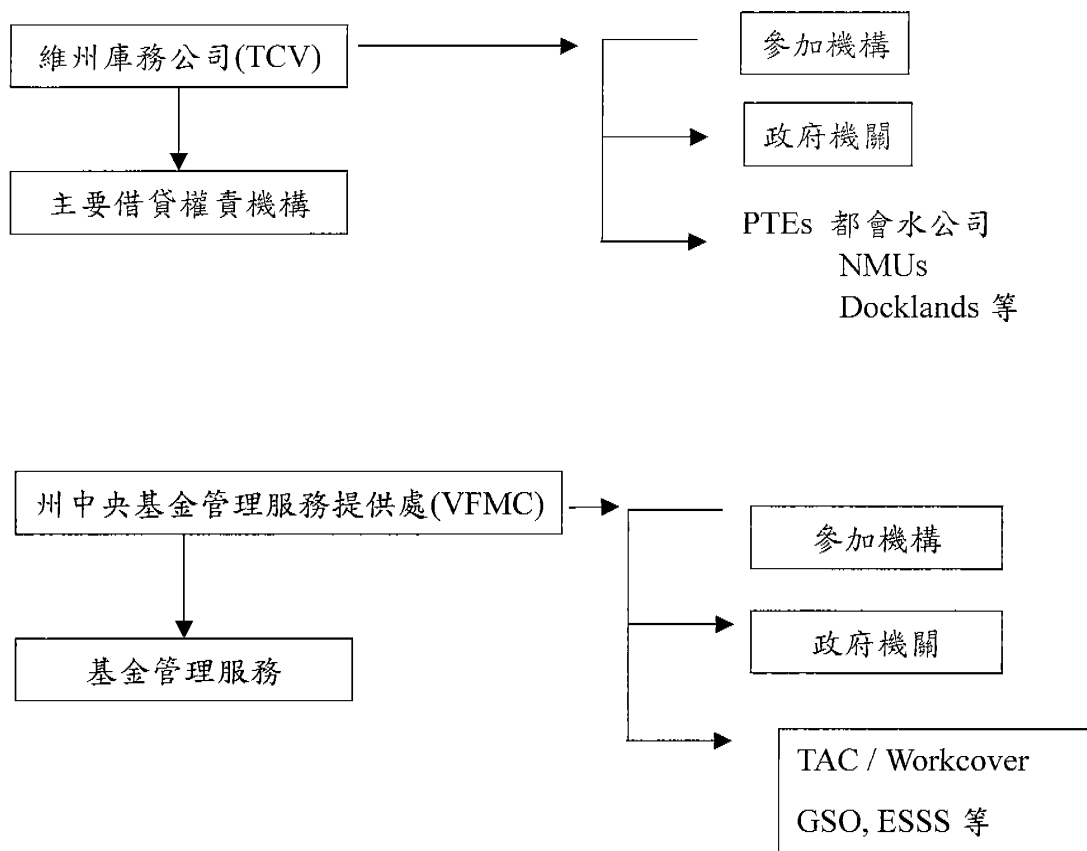 維州庫務公司(TCV)
參加機構
政府機關
主要借貸權責機構
PTEs 都會水公司
NMUs
Docklands 等
州中央基金管理服務提供處(VFMC)
參加機構
政府機關
基金管理服務
TAC / Workcover
GSO, ESSS 等